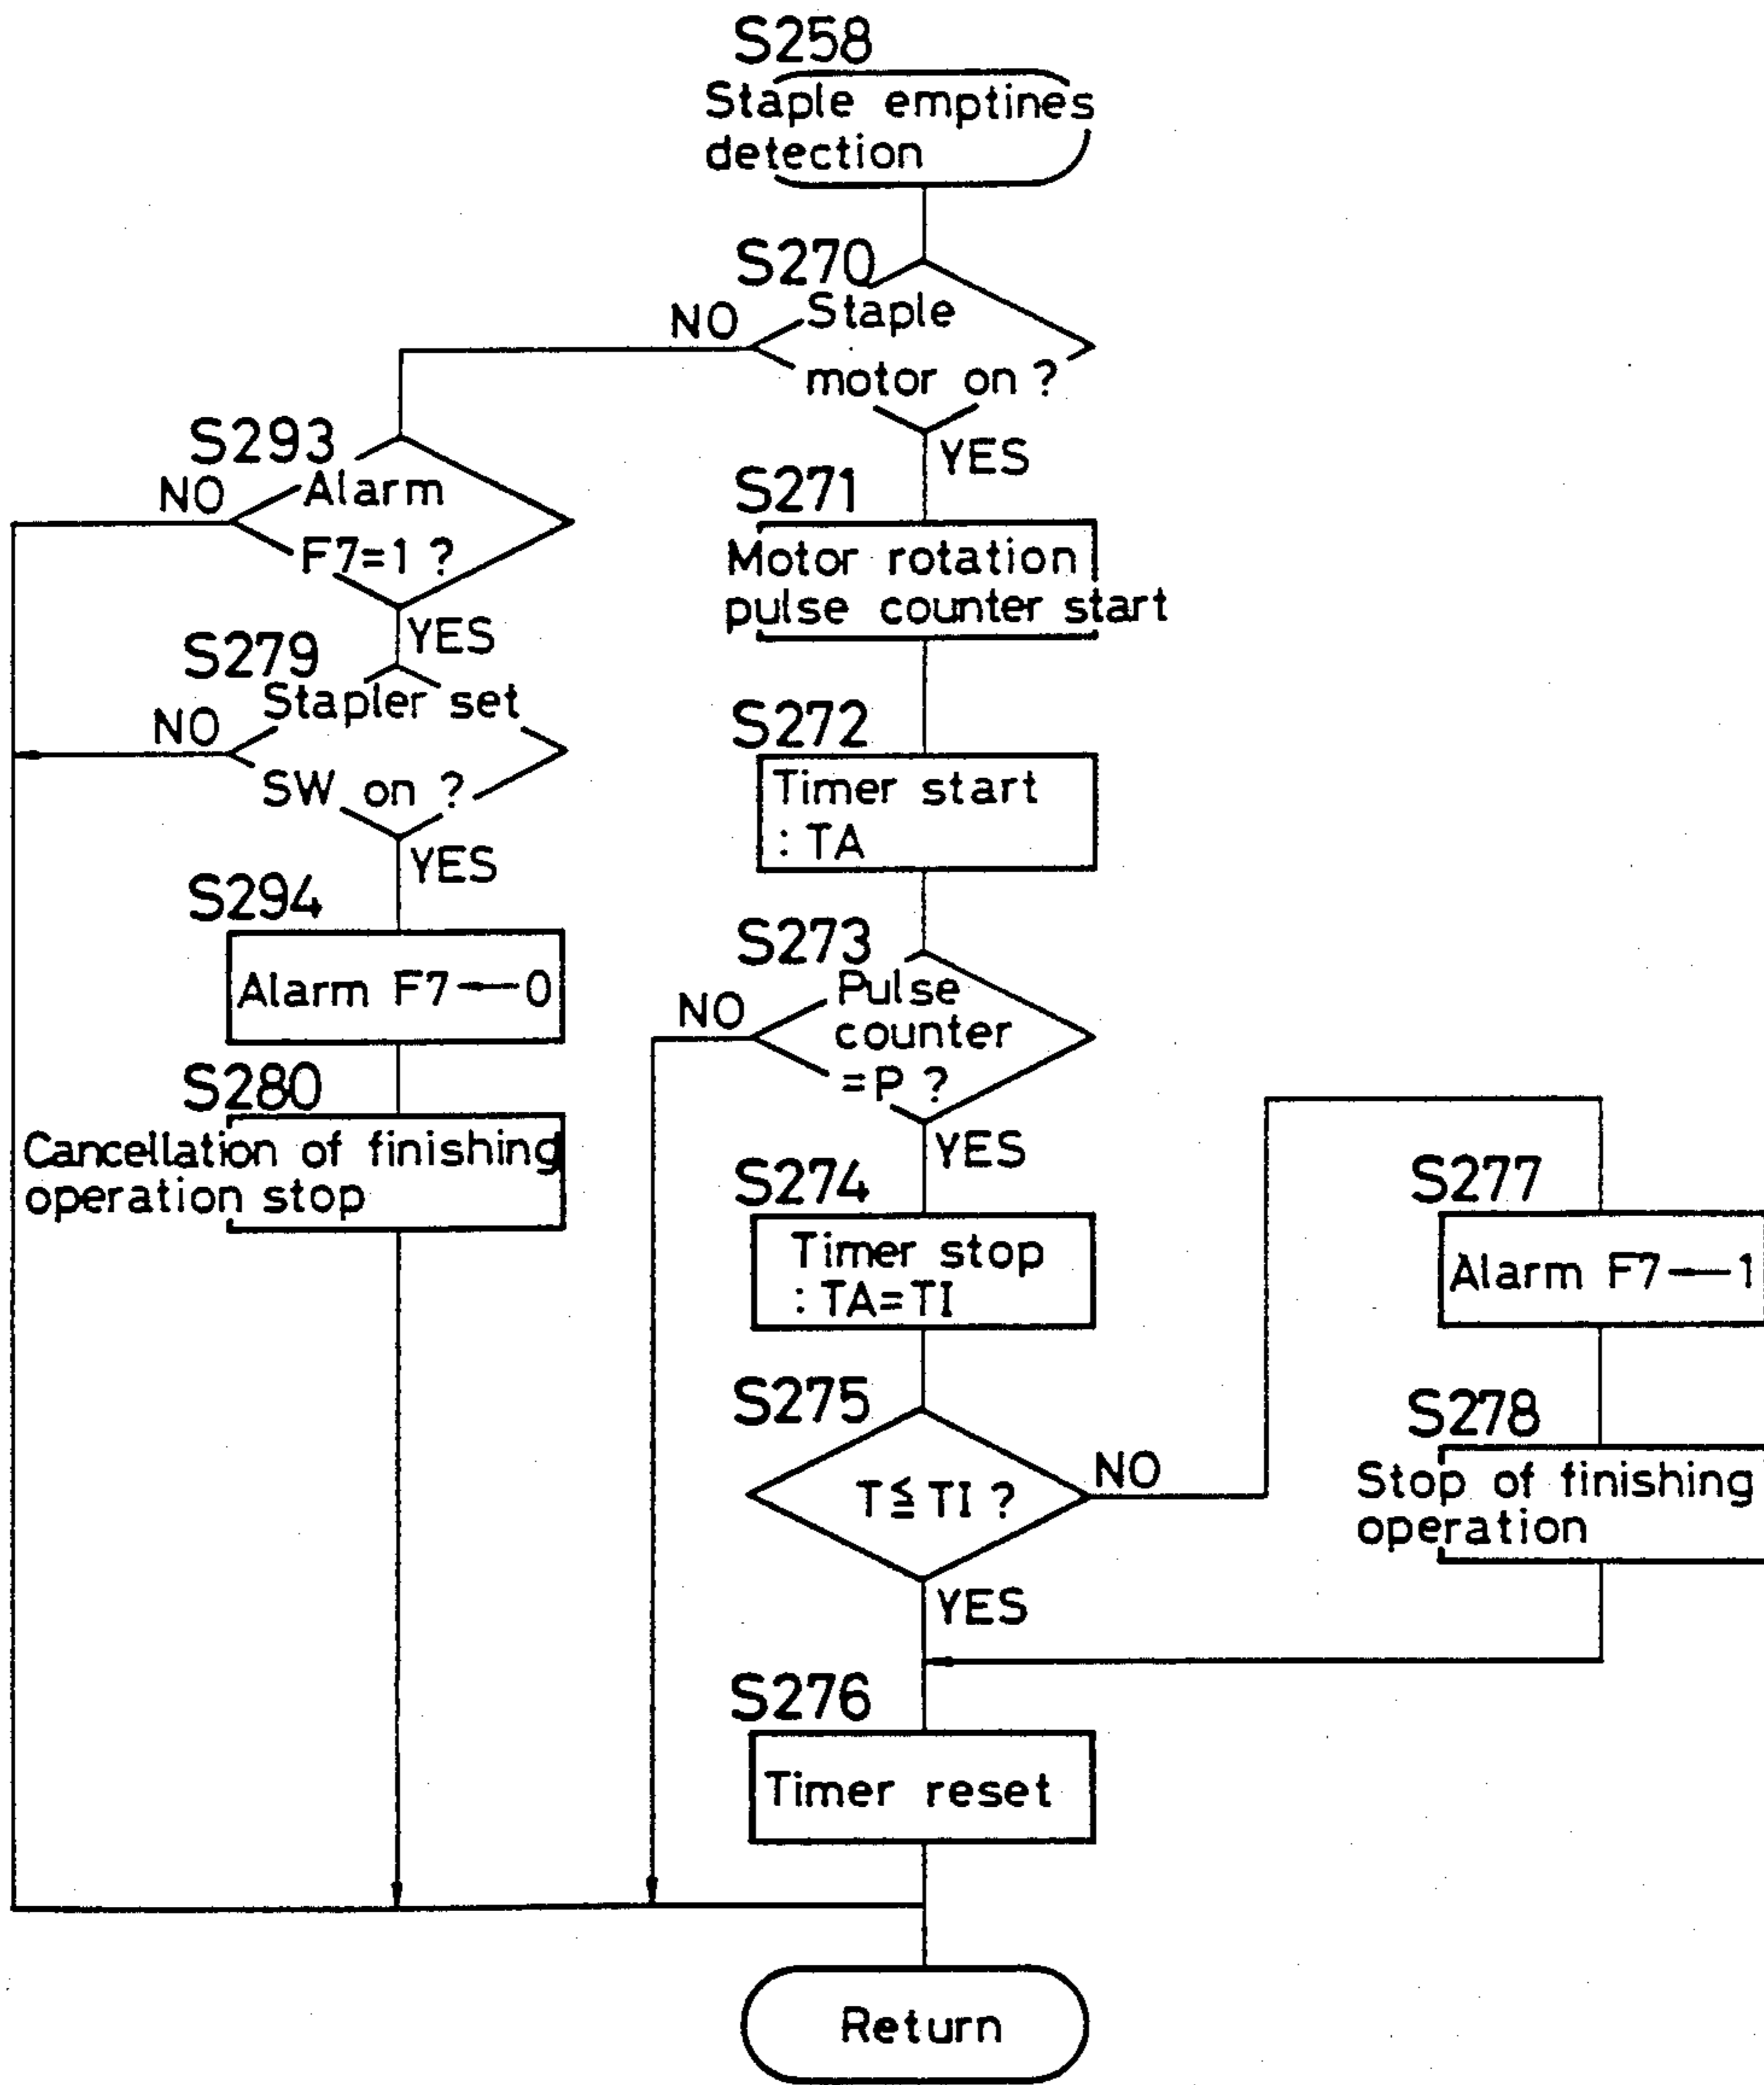 S258
Staple emptines
detection
S270
Staple
motor on ?
NO
YES
S293
Alarm
F7=1 ?
NO
YES
S279
Stapler set
SW on ?
NO
YES
S294
Alarm F7←0
S280
Cancellation of finishing
operation stop
S271
Motor rotation
pulse counter start
S272
Timer start
: TA
S273
Pulse
counter
=P ?
NO
YES
S274
Timer stop
: TA=TI
S275
T≦TI ?
NO
YES
S277
Alarm F7←1
S278
Stop of finishing
operation
S276
Timer reset
Return